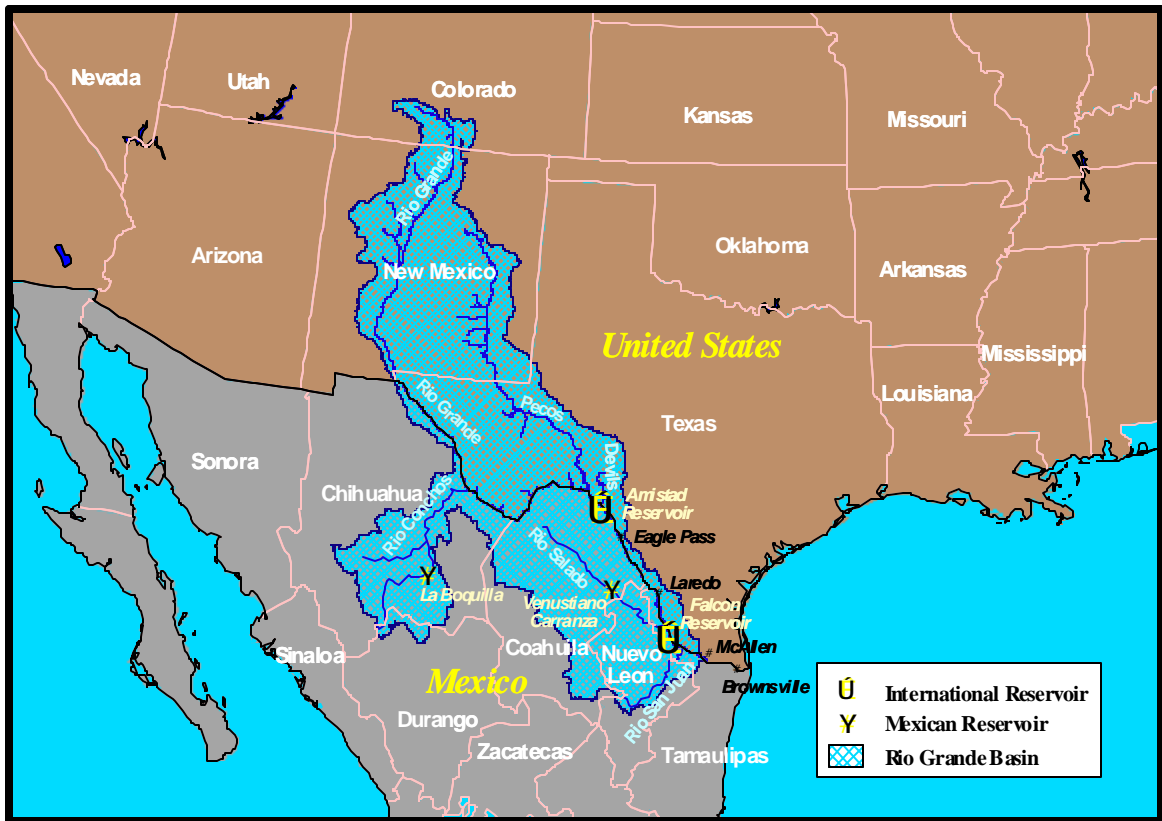 Nevada
Utah
Colorado
Kansas
Missouri
Rio Grande
Arizona
New Mexico
Oklahoma
Arkansas
United States
Mississippi
Louisiana
Rio Grande
Pecos
Texas
Devils
Sonora
Chihuahua
Rio Conchos
Amistad
Reservoir
Eagle Pass
Rio Salado
Laredo
La Boquilla
Venustiano
Carranza
Falcon
Reservoir
Sinaloa
Coahuila
Nuevo
Leon
McAllen
Mexico
Brownsville
Rio San Juan
Durango
Zacatecas
Tamaulipas
Ú International Reservoir
Y Mexican Reservoir
Rio Grande Basin